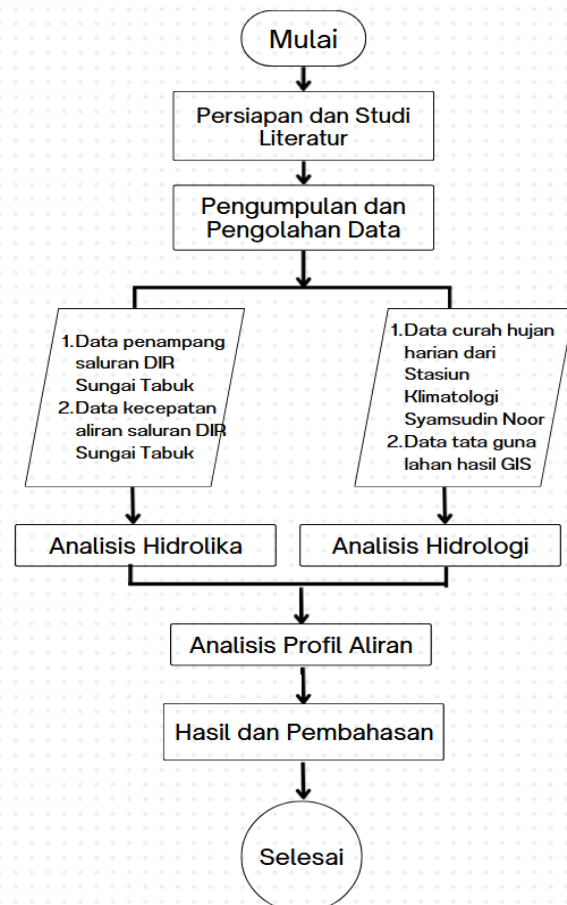 Mulai
Persiapan dan Studi
Literatur
Pengumpulan dan
Pengolahan Data
1. Data penampang
saluran DIR
Sungai Tabuk
2. Data kecepatan
aliran saluran DIR
Sungai Tabuk
1. Data curah hujan
harian dari
Stasiun
Klimatologi
Syamsudin Noor
2. Data tata guna
lahan hasil GIS
Analisis Hidrolika
Analisis Hidrologi
Analisis Profil Aliran
Hasil dan Pembahasan
Selesai